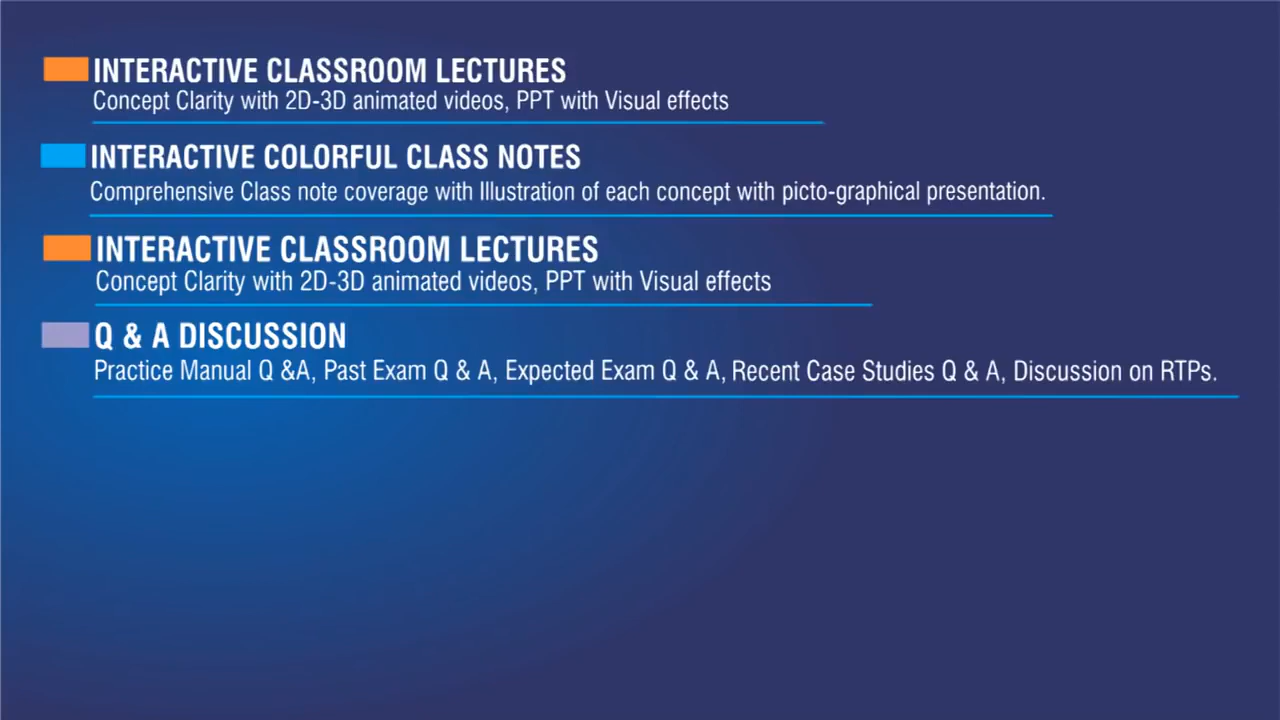 INTERACTIVE CLASSROOM LECTURES
Concept Clarity with 2D-3D animated videos, PPT with Visual effects
INTERACTIVE COLORFUL CLASS NOTES
Comprehensive Class note coverage with Illustration of each concept with picto-graphical presentation.
INTERACTIVE CLASSROOM LECTURES
Concept Clarity with 2D-3D animated videos, PPT with Visual effects
Q & A DISCUSSION
Practice Manual Q &A, Past Exam Q & A, Expected Exam Q & A, Recent Case Studies Q & A, Discussion on RTPs.